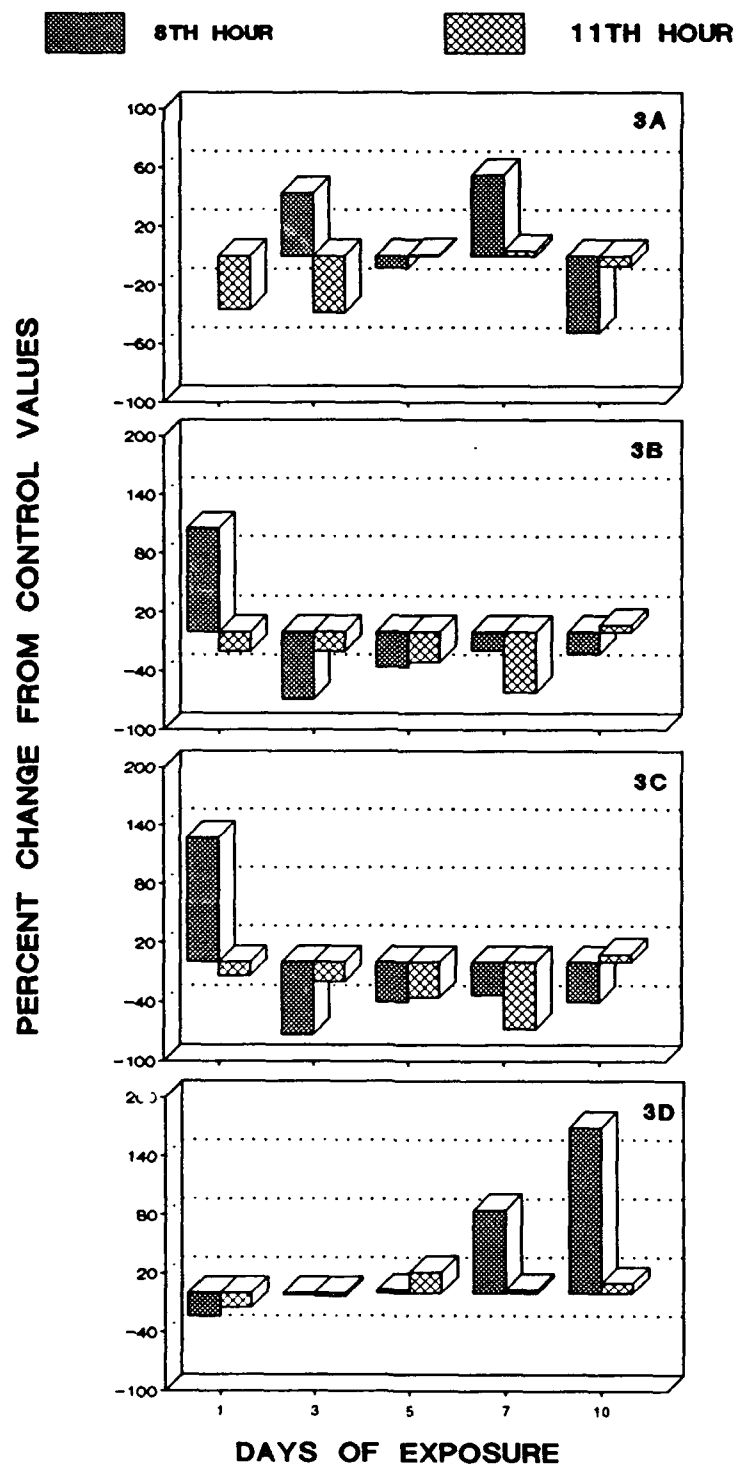 8TH HOUR
11TH HOUR
PERCENT CHANGE FROM CONTROL VALUES
3A
100
60
20
-20
-60
-100
3B
200
140
80
20
-40
-100
3C
200
140
80
20
-40
-100
3D
140
80
20
-40
-100
1 3 5 7 10
DAYS OF EXPOSURE